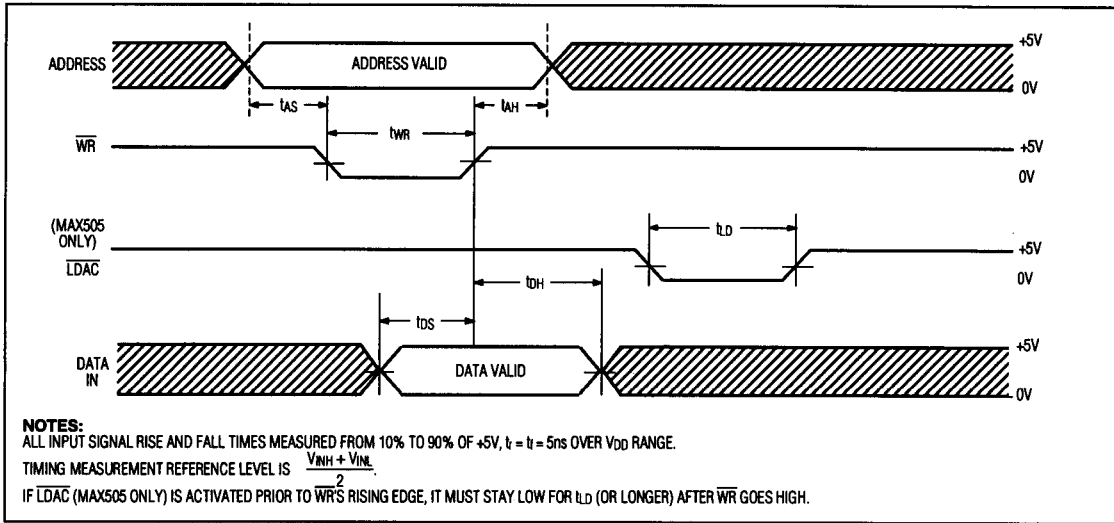 +5V
ADDRESS
ADDRESS VALID
0V
tAS
tAH
tWR
WR
+5V
0V
(MAX505
ONLY)
LDAC
tLD
+5V
0V
tDH
tDS
DATA
IN
DATA VALID
+5V
0V
NOTES:
ALL INPUT SIGNAL RISE AND FALL TIMES MEASURED FROM 10% TO 90% OF +5V, tr = tf = 5ns OVER VDD RANGE.
TIMING MEASUREMENT REFERENCE LEVEL IS VINH + VINL / 2.
IF LDAC (MAX505 ONLY) IS ACTIVATED PRIOR TO WR'S RISING EDGE, IT MUST STAY LOW FOR tLD (OR LONGER) AFTER WR GOES HIGH.